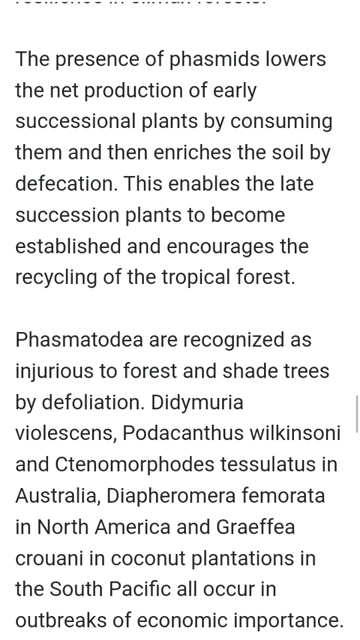 The presence of phasmids lowers
the net production of early
successional plants by consuming
them and then enriches the soil by
defecation. This enables the late
succession plants to become
established and encourages the
recycling of the tropical forest.
Phasmatodea are recognized as
injurious to forest and shade trees
by defoliation. Didymuria
violescens, Podacanthus wilkinsoni
and Ctenomorphodes tessulatus in
Australia, Diapheromera femorata
in North America and Graeffea
crouani in coconut plantations in
the South Pacific all occur in
outbreaks of economic importance.